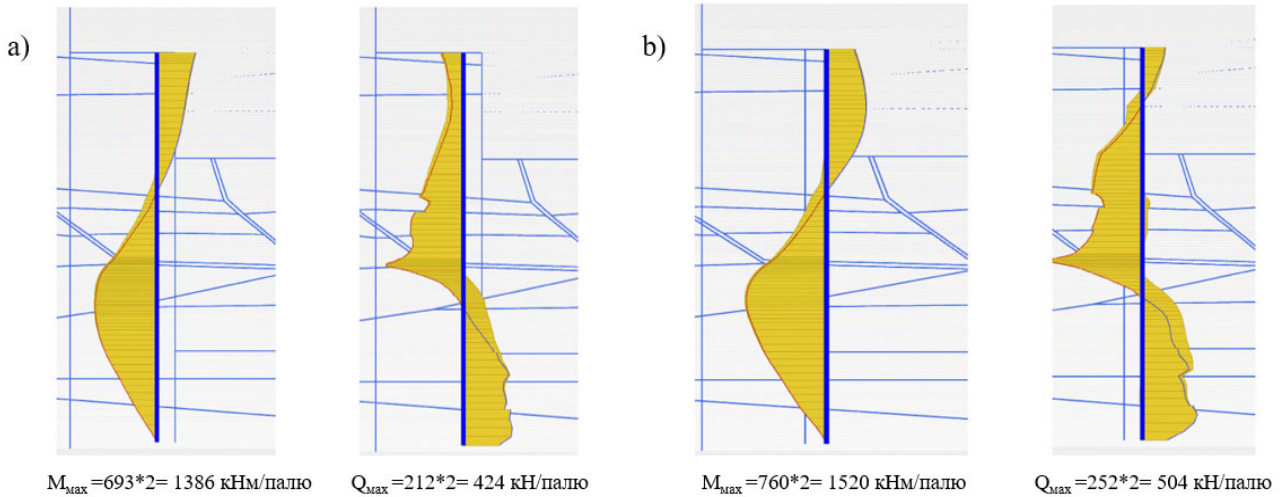 a)
b)
Mмах =693*2= 1386 кНм/палю
Qмах =212*2= 424 кН/палю
Mмах =760*2= 1520 кНм/палю
Qмах =252*2= 504 кН/палю